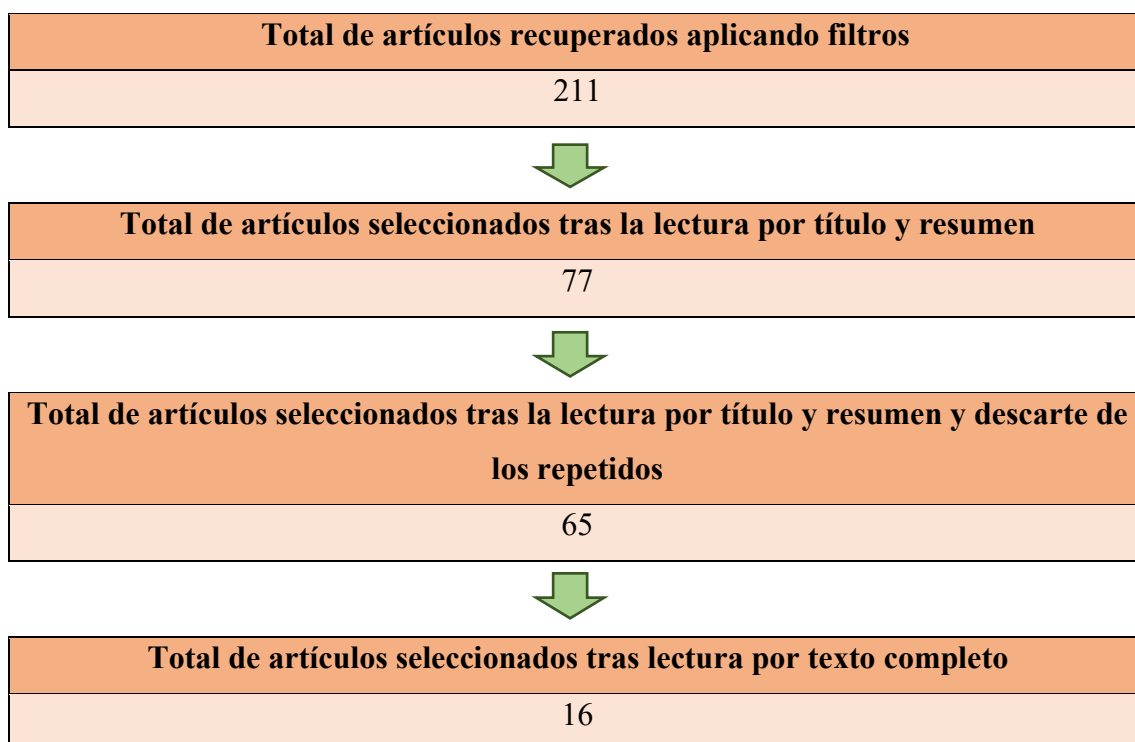 Total de artículos recuperados aplicando filtros
211
Total de artículos seleccionados tras la lectura por título y resumen
77
Total de artículos seleccionados tras la lectura por título y resumen y descarte de
los repetidos
65
Total de artículos seleccionados tras lectura por texto completo
16